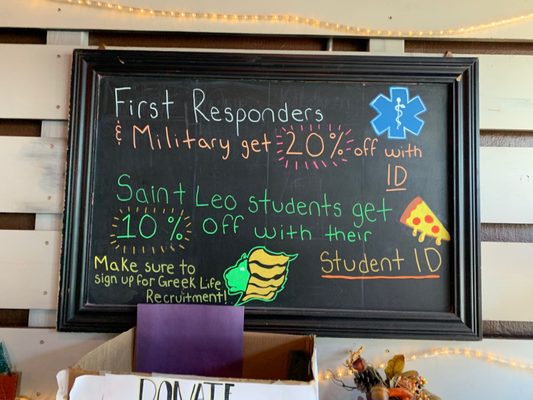 First Responders
& Military get 20% off with
ID
Saint Leo students get
10% off with their
Student ID
Make sure to
sign up for Greek Life
Recruitment!
DONATE